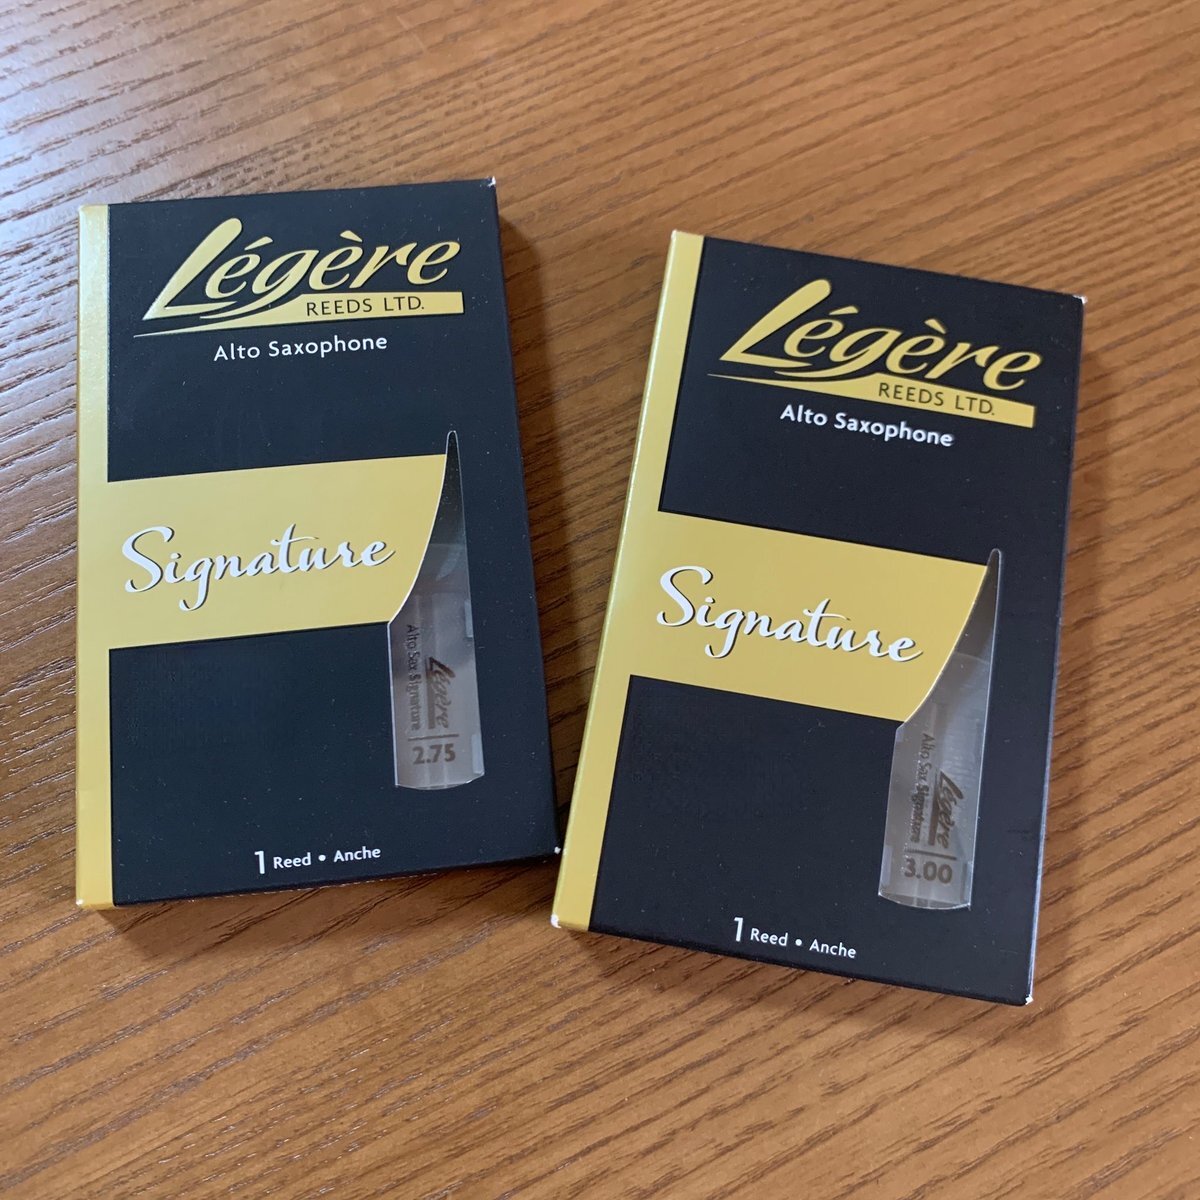 Légère
REEDS LTD.
Alto Saxophone
Signature
Alto Sax Signature
Légère
2.75
1 Reed • Anche
Légère
REEDS LTD.
Alto Saxophone
Signature
Alto Sax Signature
Légère
3.00
1 Reed • Anche